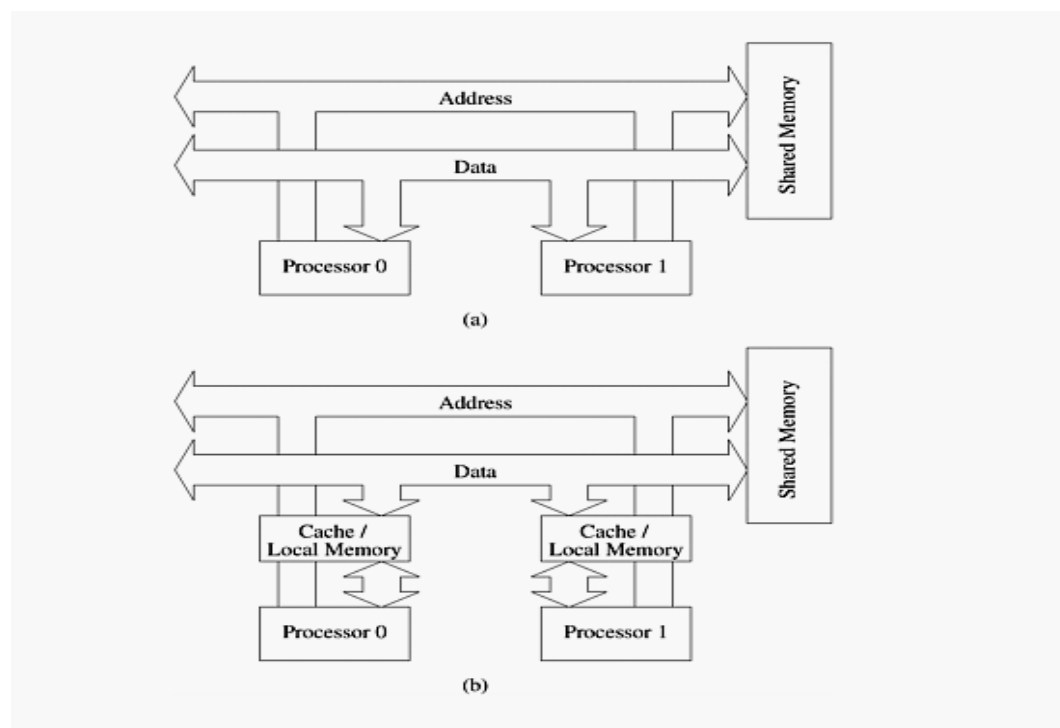 Address
Data
Shared Memory
Processor 0
Processor 1
(a)
Address
Data
Shared Memory
Cache /
Local Memory
Cache /
Local Memory
Processor 0
Processor 1
(b)